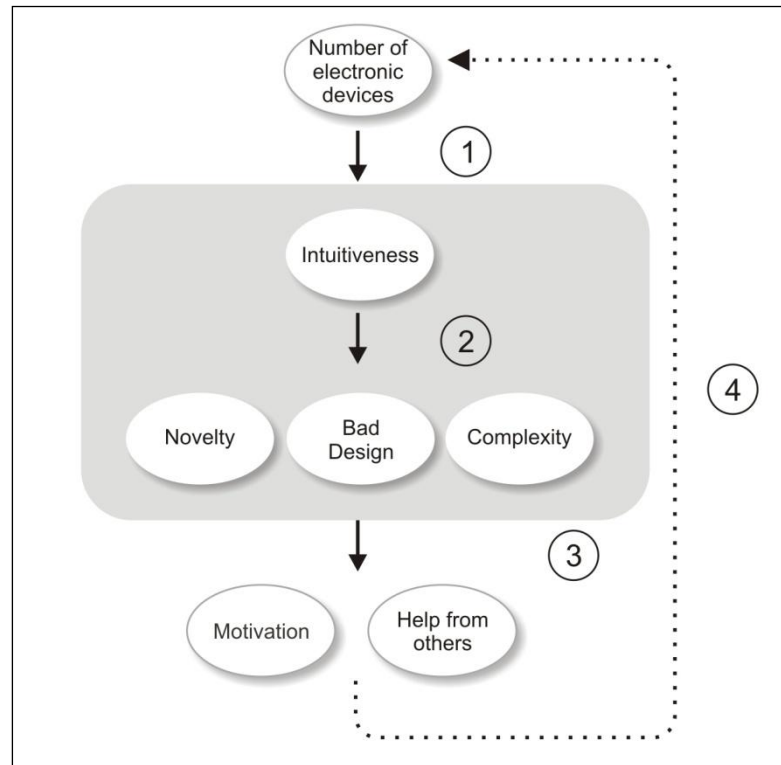 Number of
electronic
devices
1
Intuitiveness
2
4
Novelty
Bad
Design
Complexity
3
Motivation
Help from
others